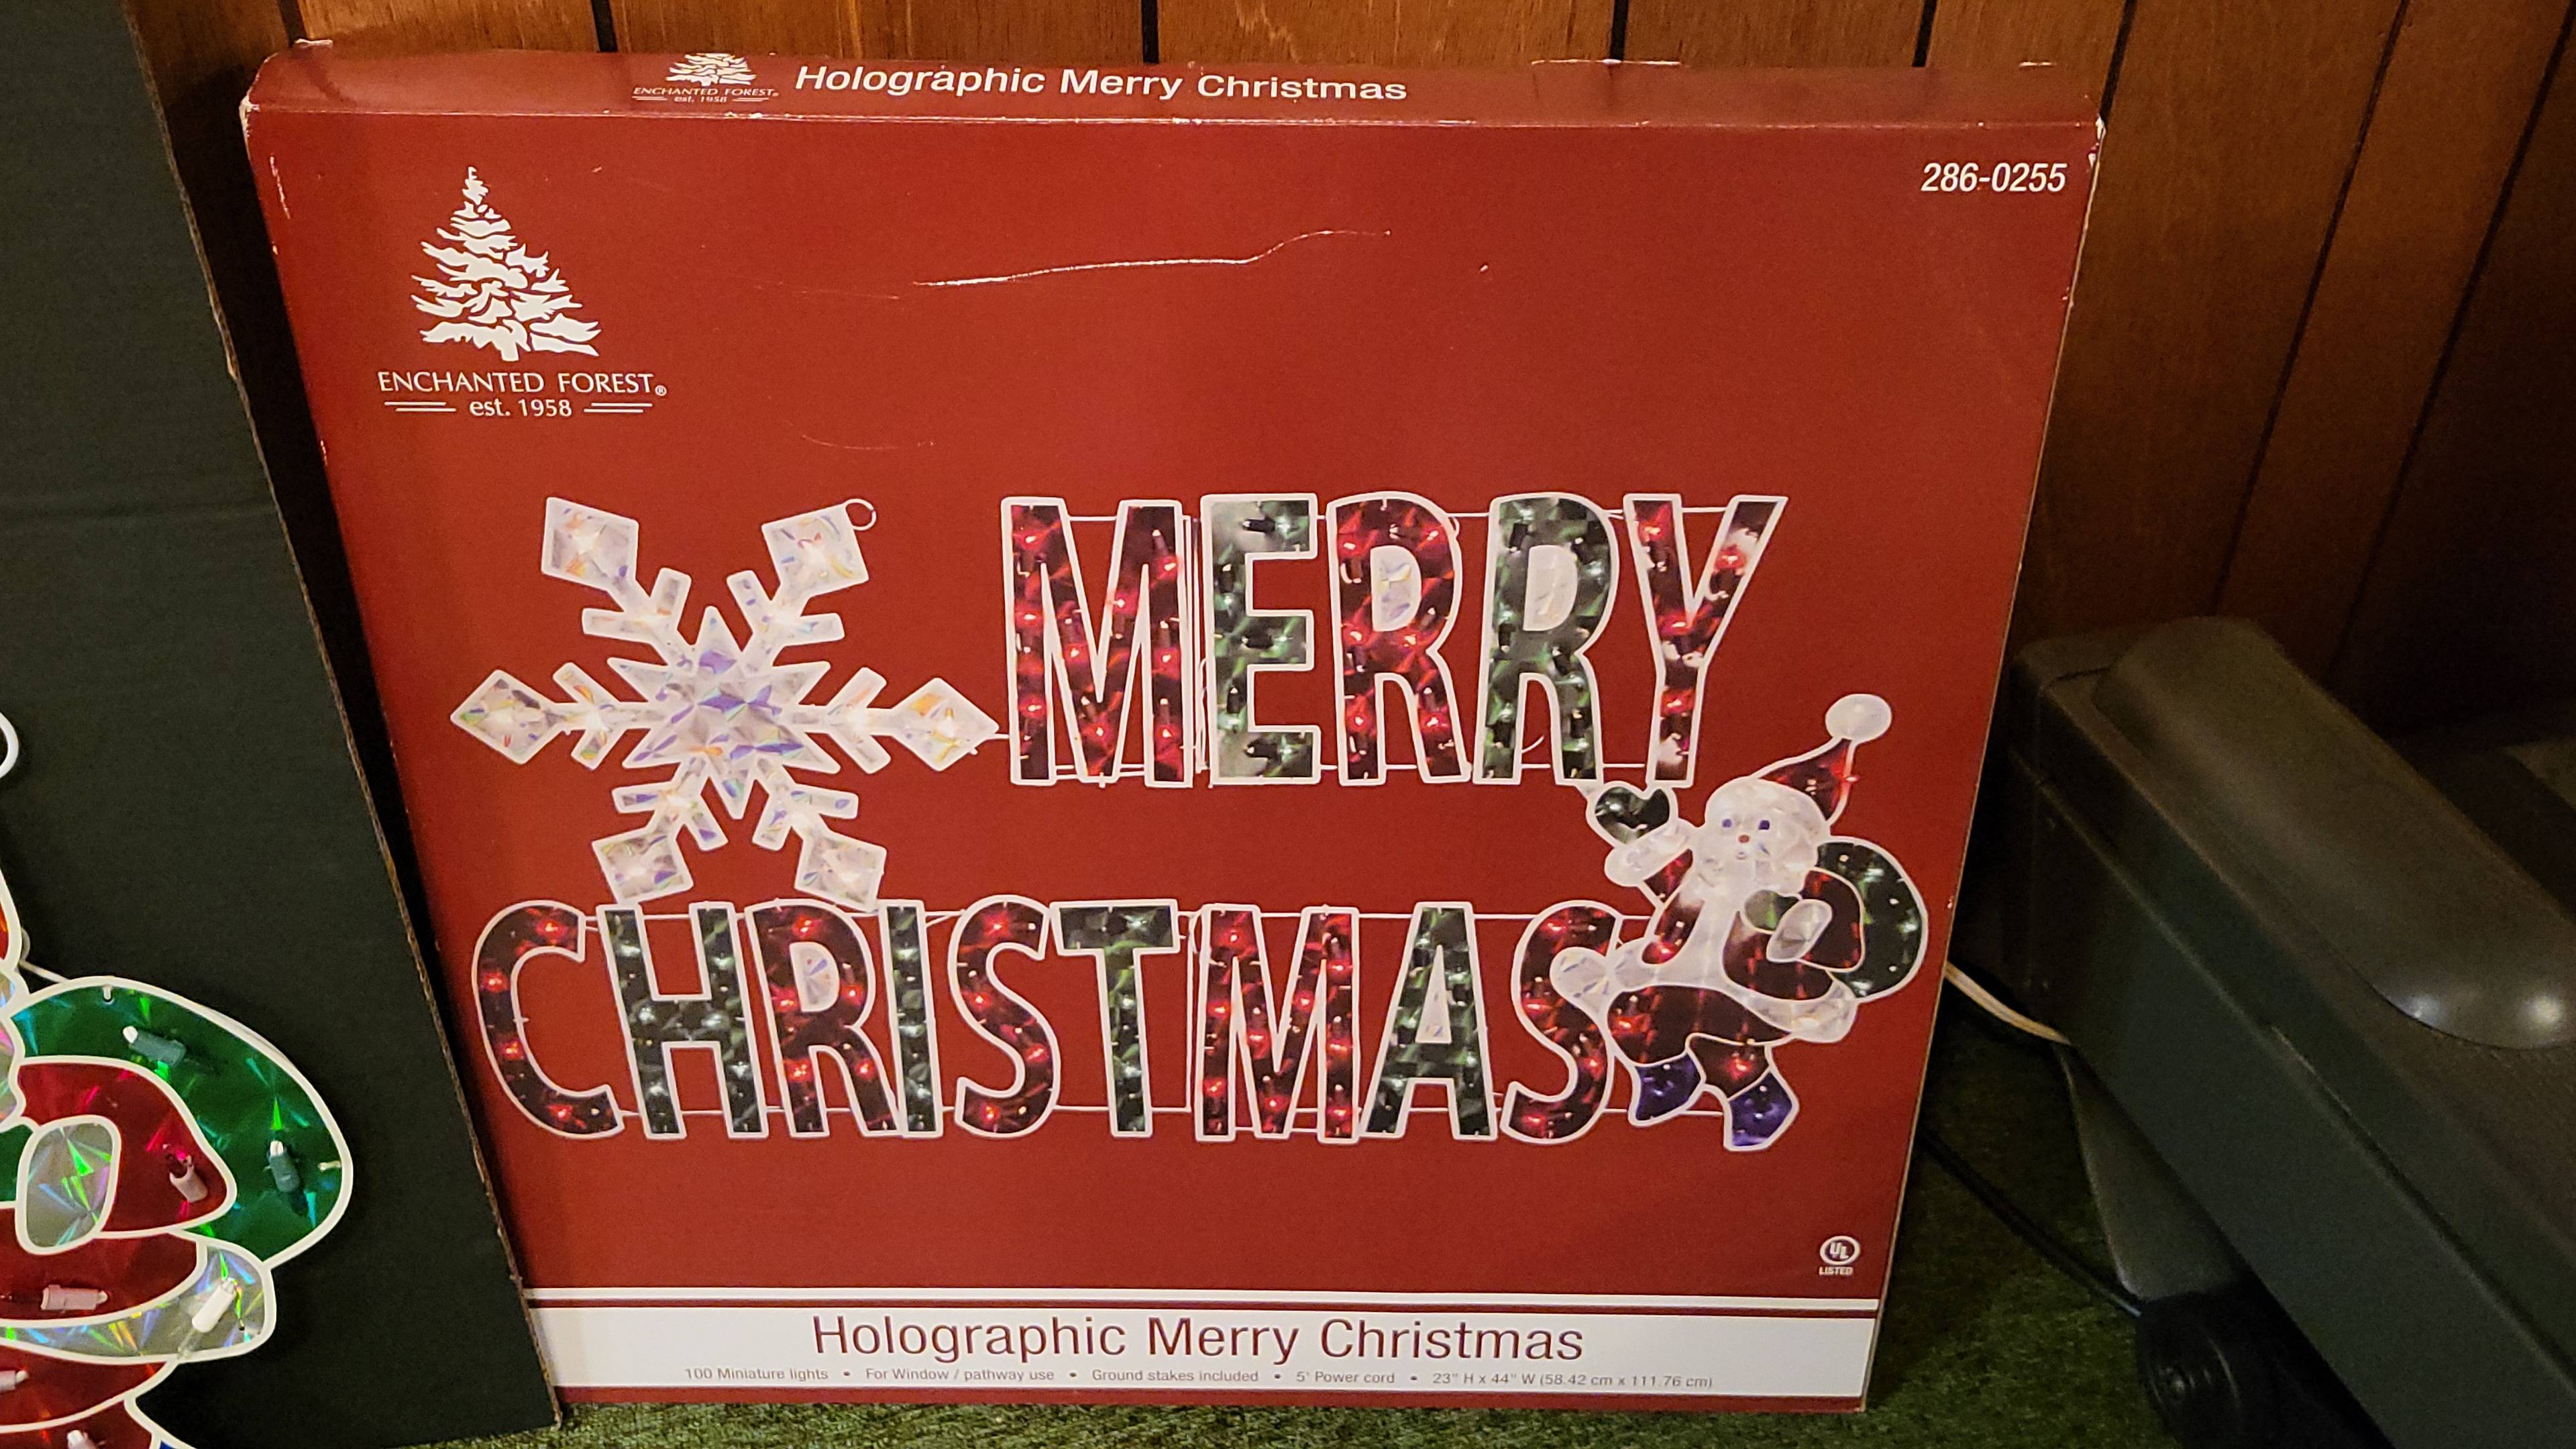 ENCHANTED FOREST®
est. 1958
Holographic Merry Christmas
286-0255
ENCHANTED FOREST®
est. 1958
MERRY
CHRISTMAS
UL
LISTED
Holographic Merry Christmas
100 Miniature lights • For Window / pathway use • Ground stakes included • 5' Power cord • 23" H x 44" W (58.42 cm x 111.76 cm)